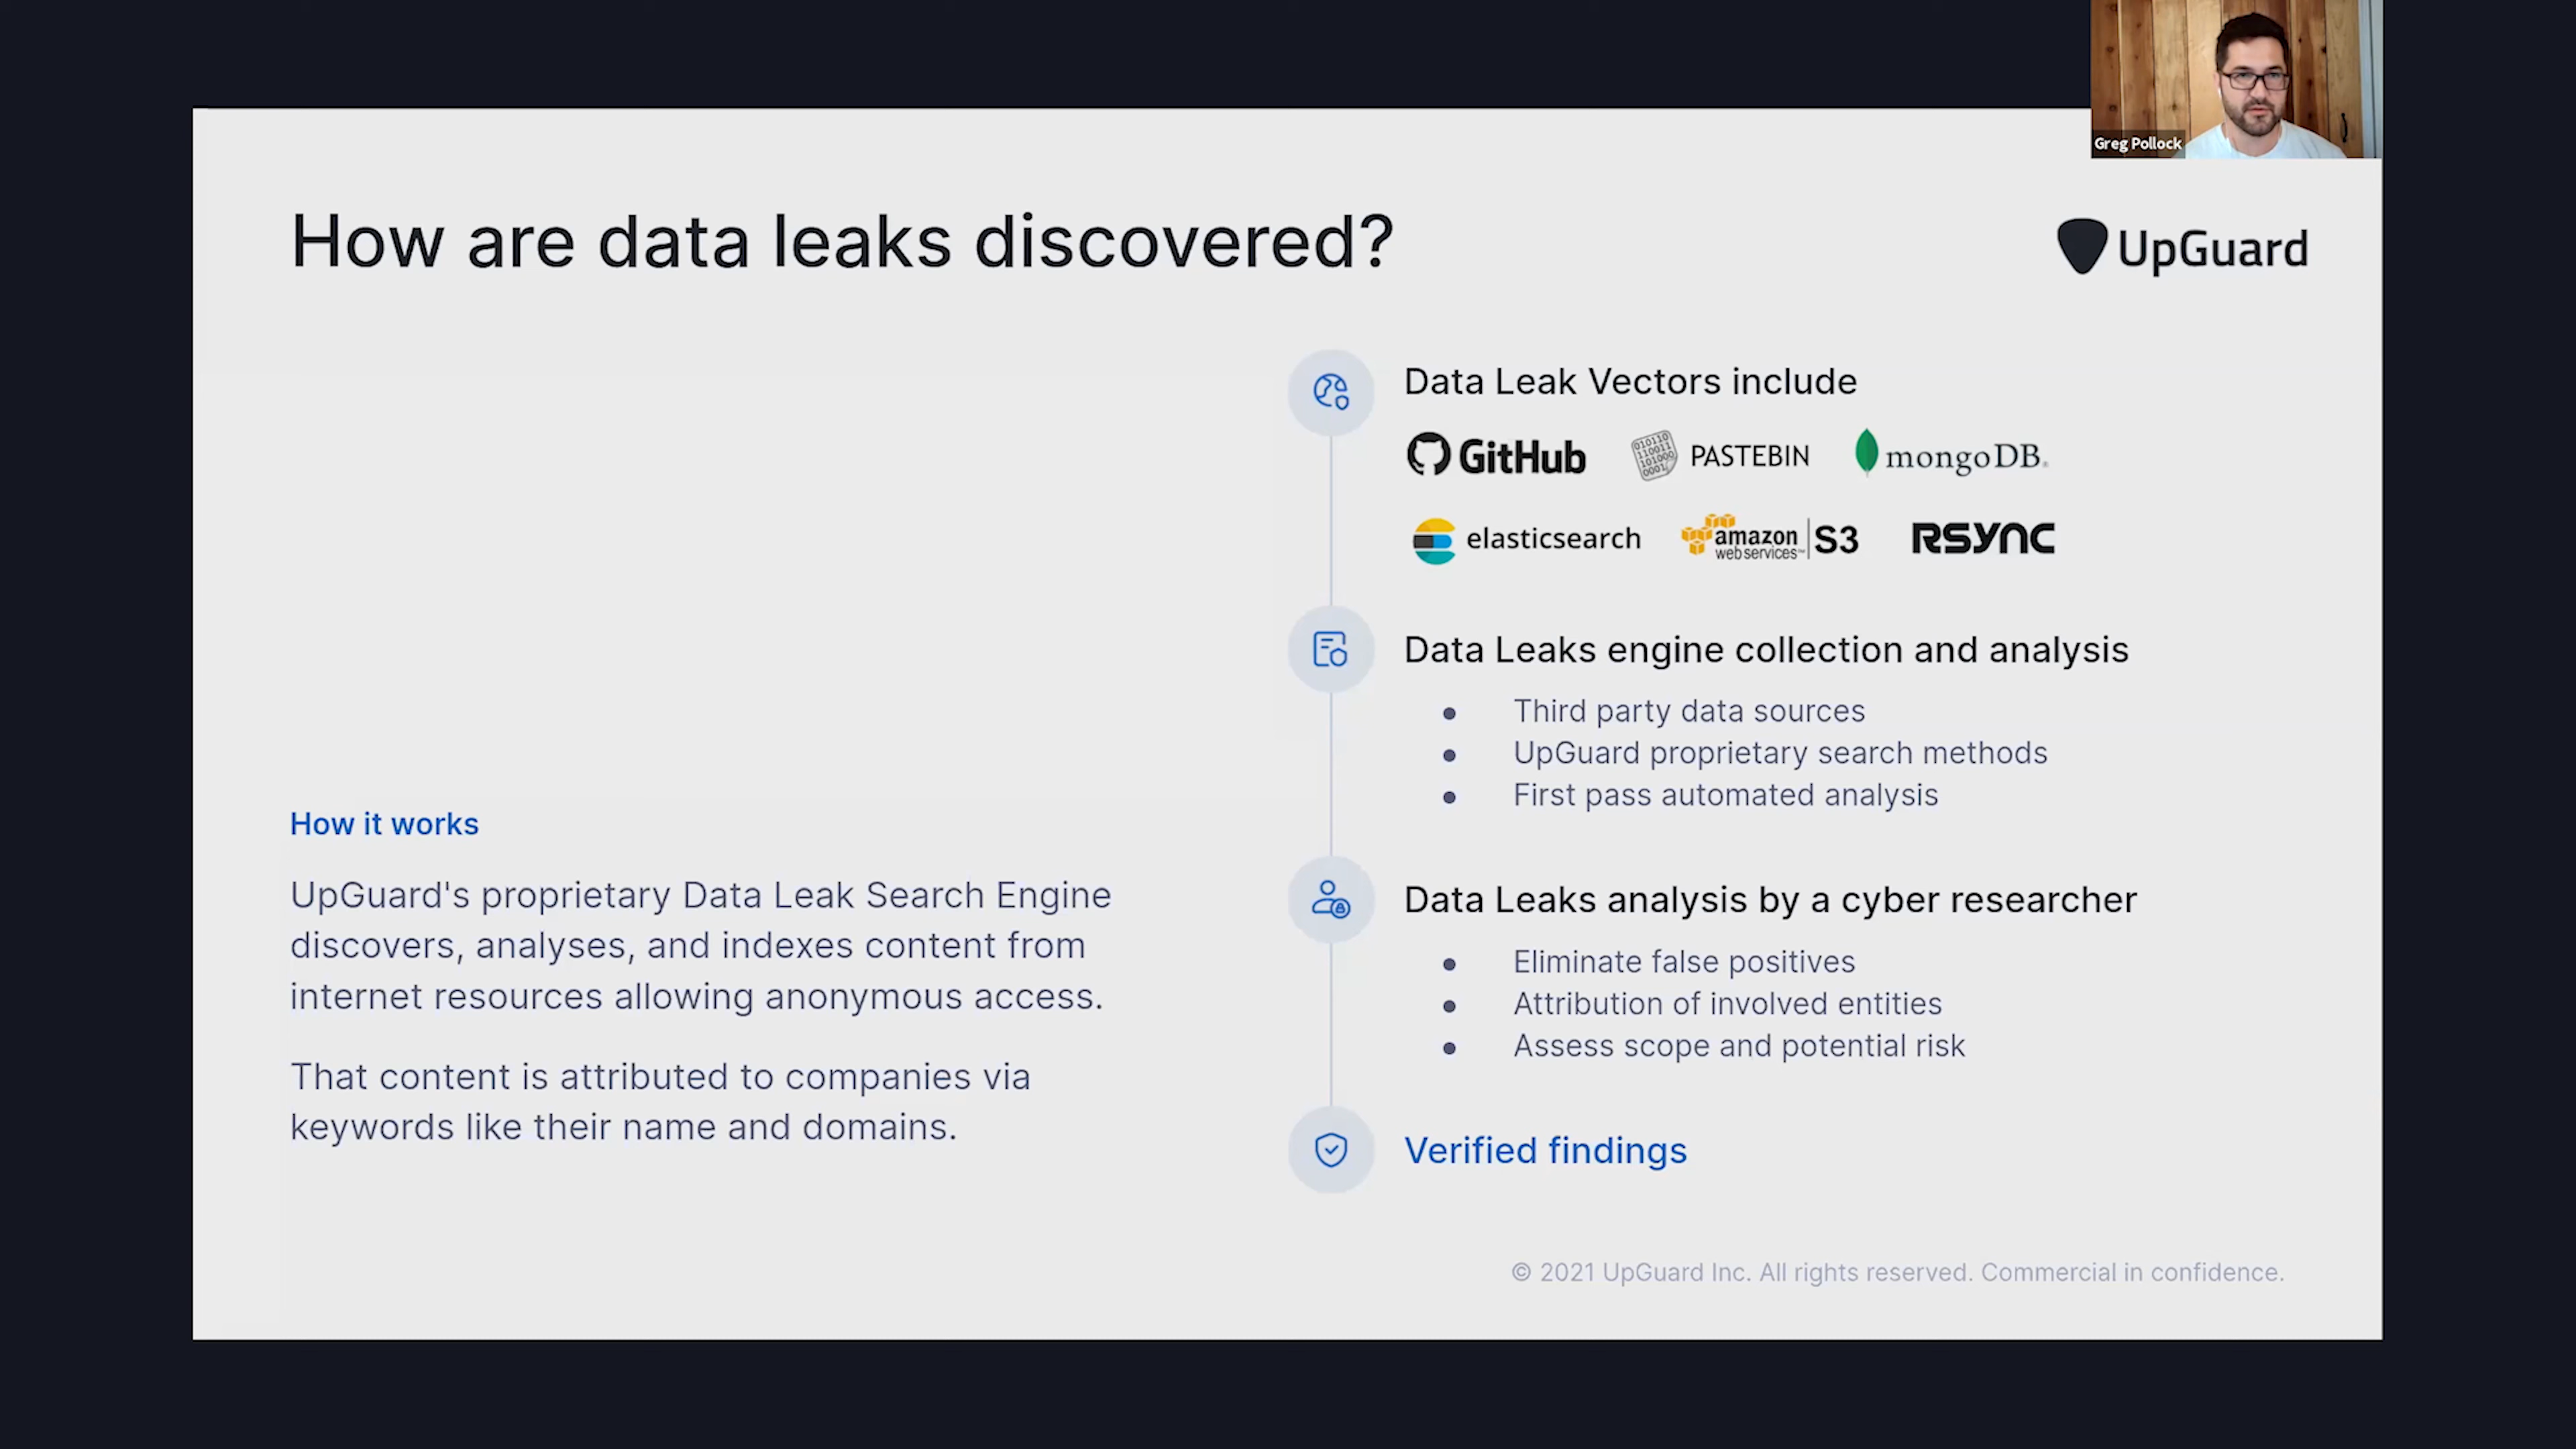 Greg Pollock
How are data leaks discovered?
UpGuard
Data Leak Vectors include
GitHub
010110
110011
101000
0001
PASTEBIN
mongoDB.
elasticsearch
amazon
web services™
S3
RSYNC
Data Leaks engine collection and analysis
• Third party data sources
• UpGuard proprietary search methods
• First pass automated analysis
How it works
UpGuard's proprietary Data Leak Search Engine
discovers, analyses, and indexes content from
internet resources allowing anonymous access.
That content is attributed to companies via
keywords like their name and domains.
Data Leaks analysis by a cyber researcher
• Eliminate false positives
• Attribution of involved entities
• Assess scope and potential risk
Verified findings
© 2021 UpGuard Inc. All rights reserved. Commercial in confidence.